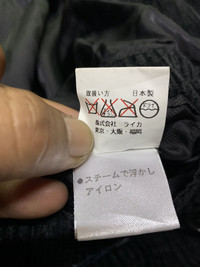 取扱い方 日本製
株式会社 ライカ
東京・大阪・福岡
●スチームで浮かし
アイロン